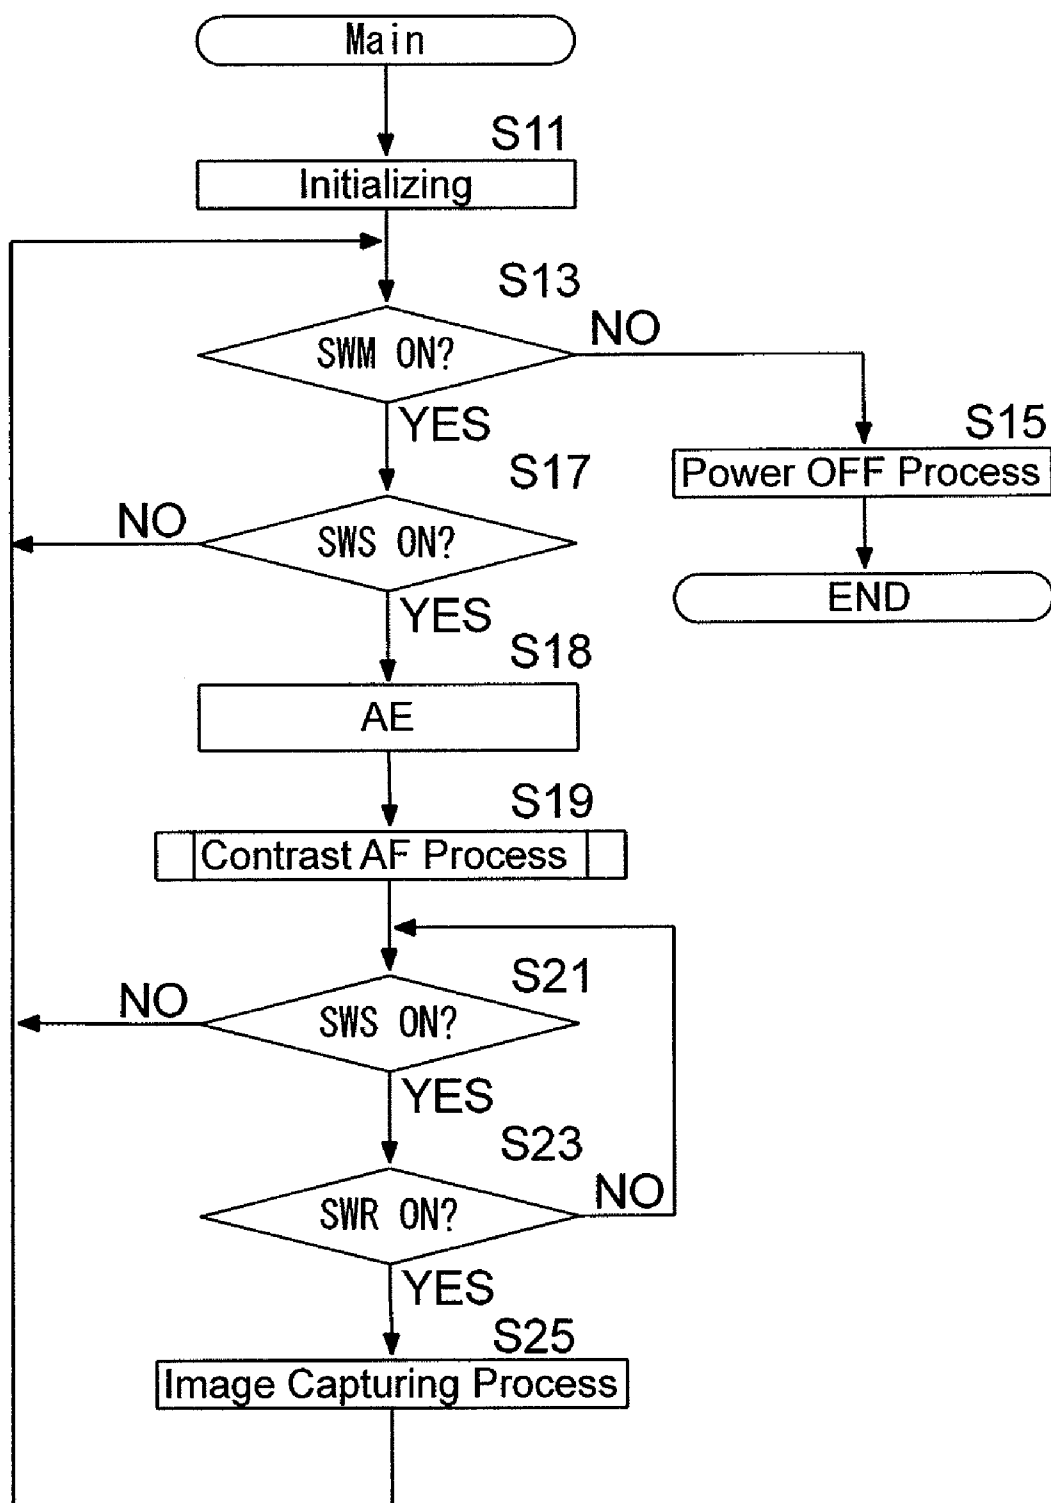 Main
S11
Initializing
S13
SWM ON?
NO
YES
S15
Power OFF Process
END
S17
SWS ON?
NO
YES
S18
AE
S19
Contrast AF Process
S21
SWS ON?
NO
YES
S23
SWR ON?
NO
YES
S25
Image Capturing Process